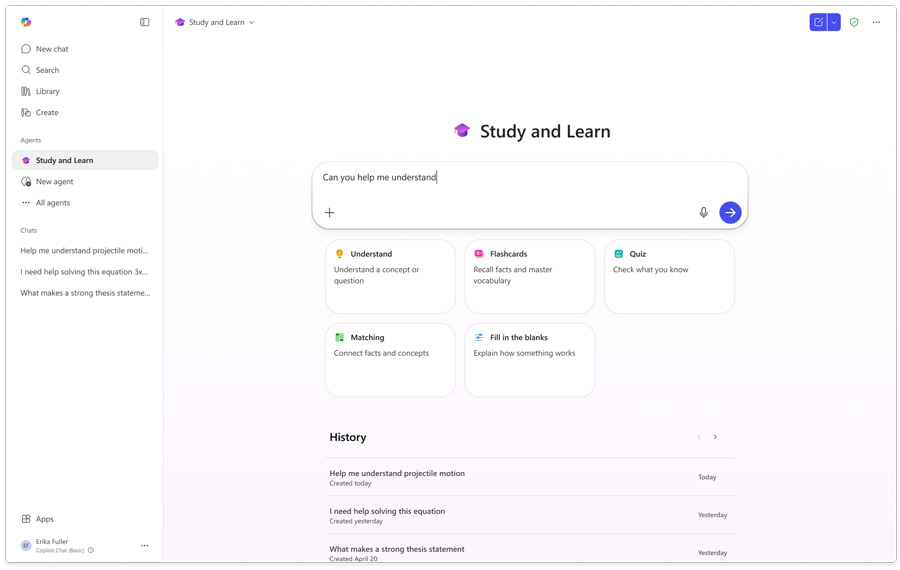 Study and Learn
New chat
Search
Library
Create
Agents
Study and Learn
New agent
All agents
Chats
Help me understand projectile moti...
I need help solving this equation 3x...
What makes a strong thesis stateme...
Apps
EF
Erika Fuller
Copilot Chat (Basic)
Study and Learn
Can you help me understand
Understand
Understand a concept or
question
Flashcards
Recall facts and master
vocabulary
Quiz
Check what you know
Matching
Connect facts and concepts
Fill in the blanks
Explain how something works
History
Help me understand projectile motion
Created today
Today
I need help solving this equation
Created yesterday
Yesterday
What makes a strong thesis statement
Created April 20
Yesterday